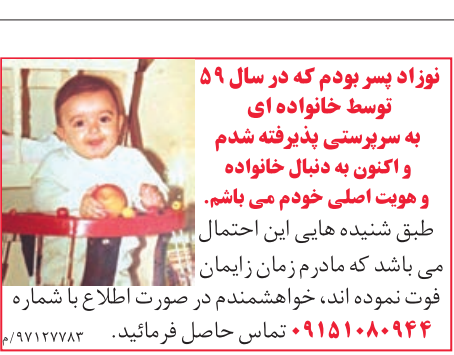 نوزاد پسر بودم که در سال ۵۹
توسط خانواده ای
به سرپرستی پذیرفته شدم
و اکنون به دنبال خانواده
و هویت اصلی خودم می باشم.
طبق شنیده هایی این احتمال
می باشد که مادرم زمان زایمان
فوت نموده اند، خواهشمندم در صورت اطلاع با شماره
۰۹۱۵۱۰۸۰۹۴۴ تماس حاصل فرمائید. ۹۷۱۲۷۷۸۳/م